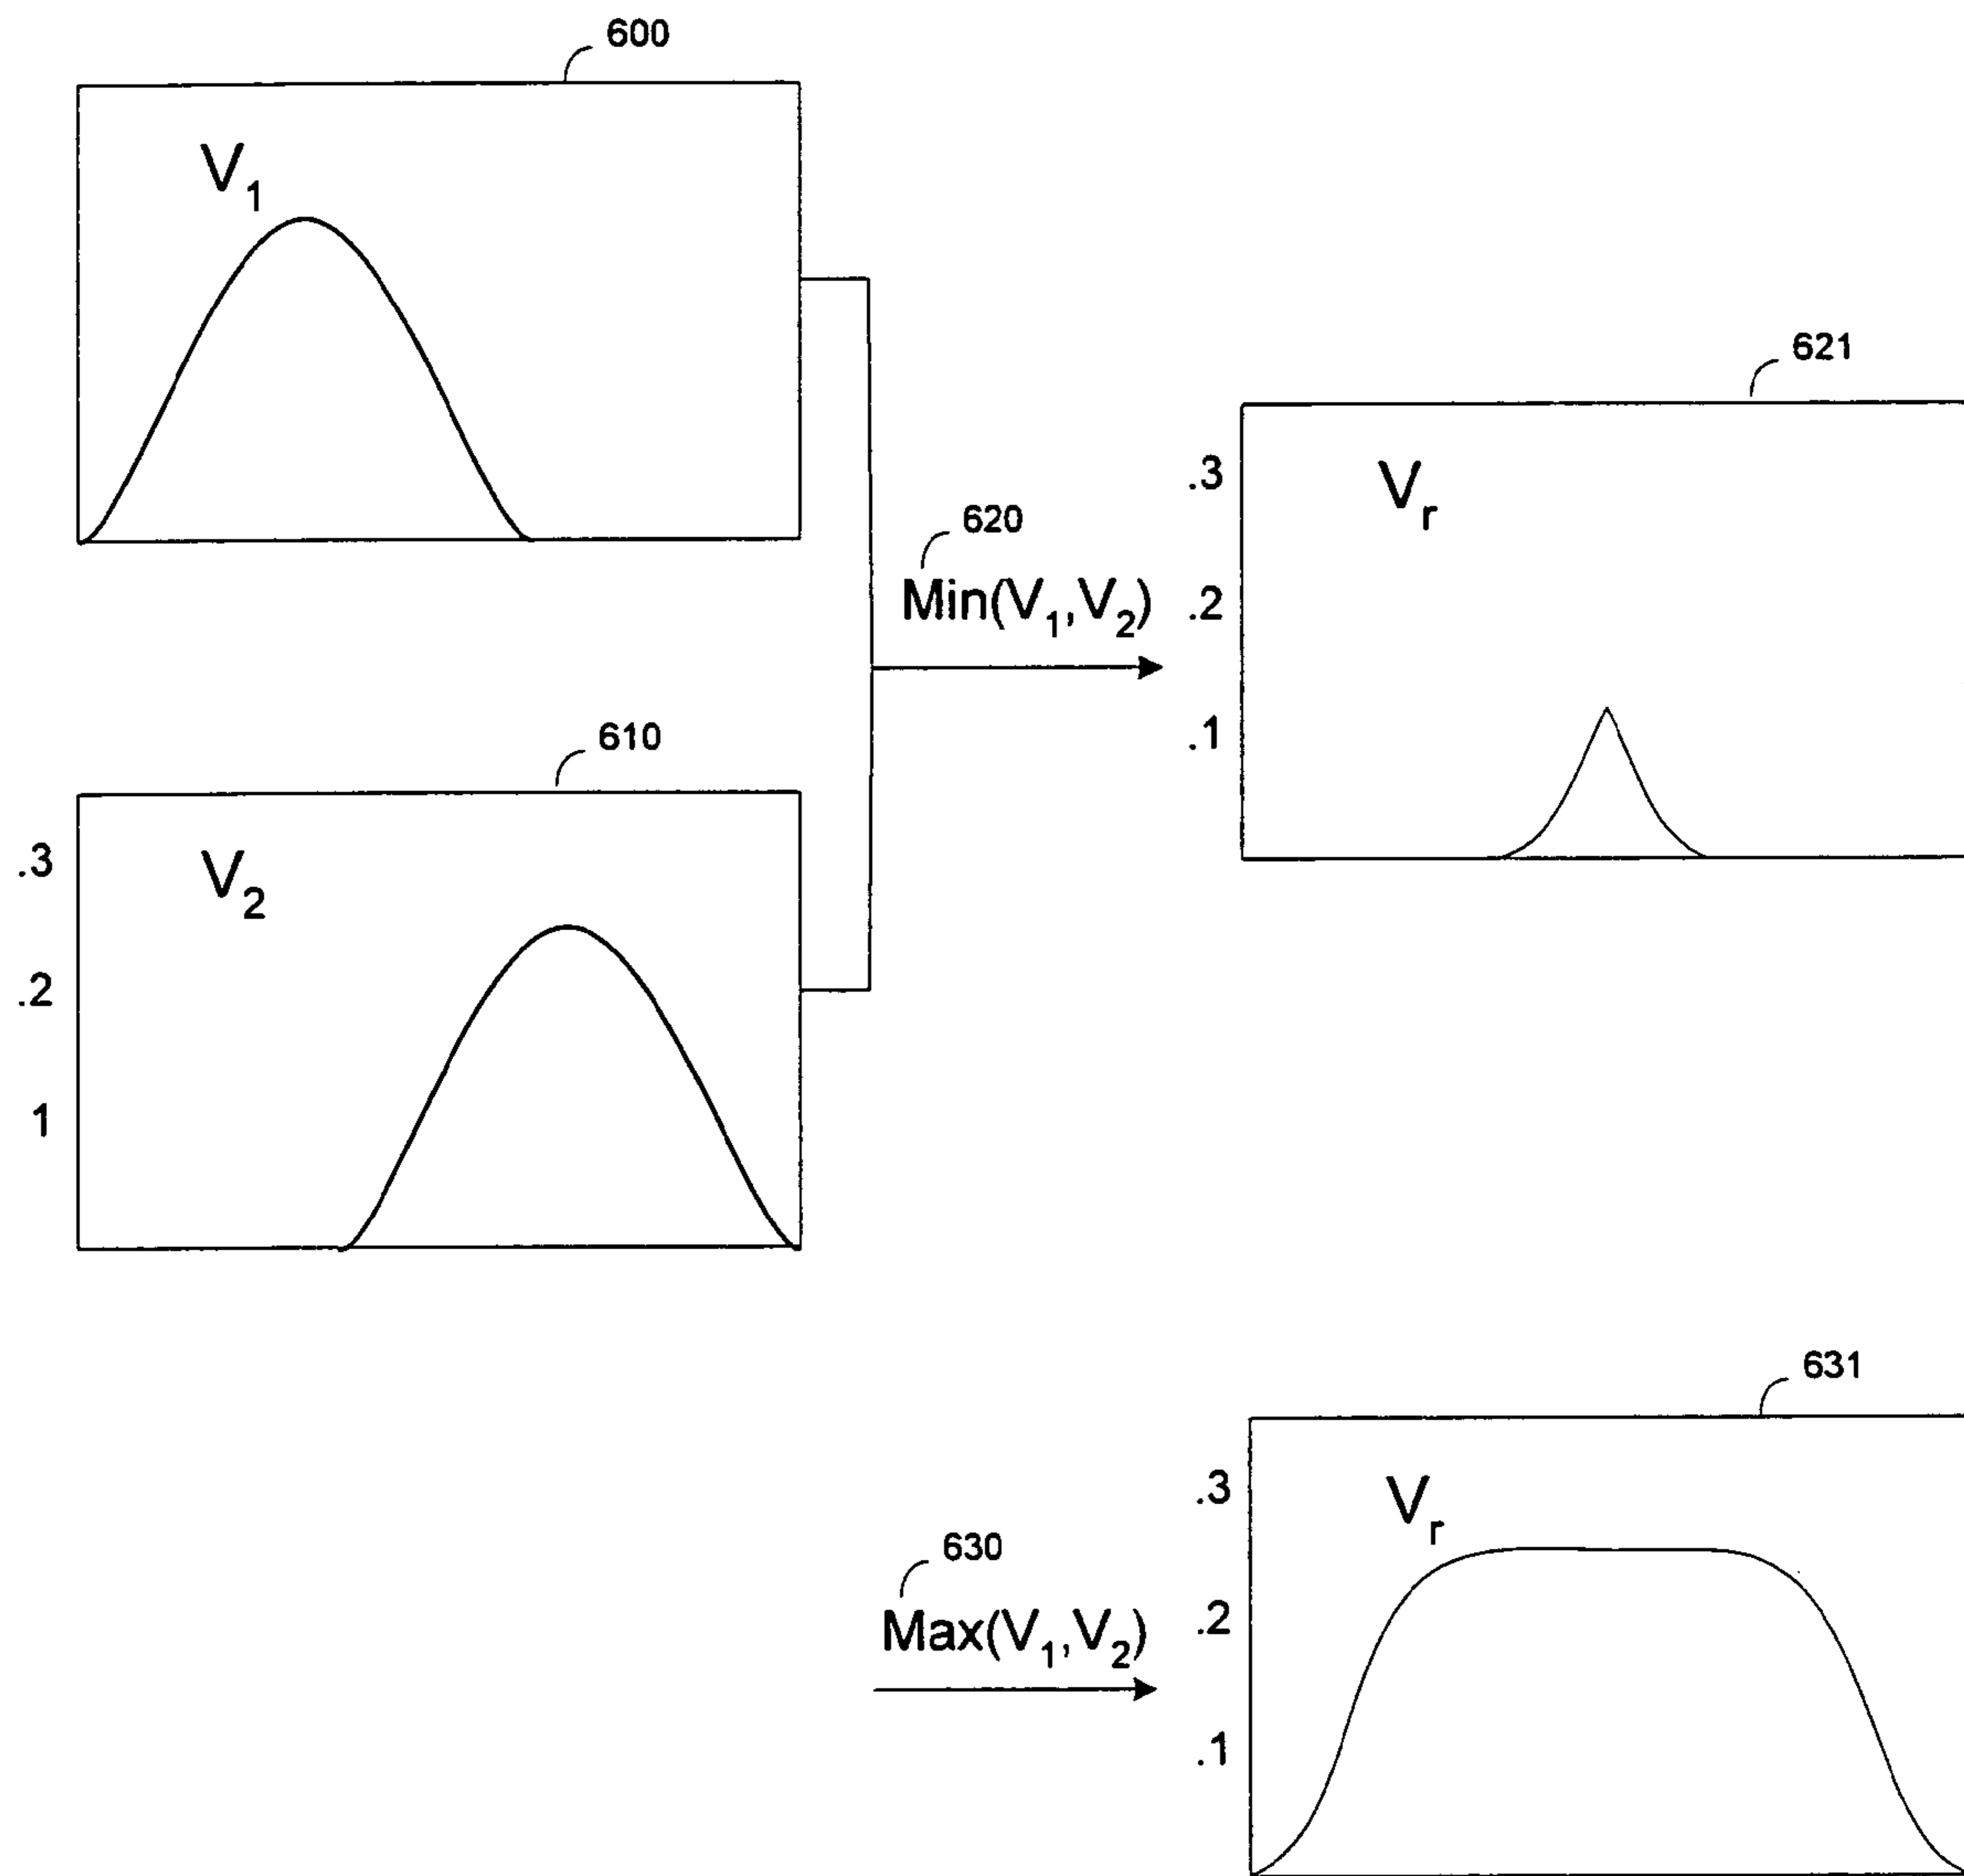 600
V1
621
.3
Vr
620
Min(V1,V2)
.2
.1
610
.3
V2
.2
1
631
.3
Vr
630
Max(V1,V2)
.2
.1